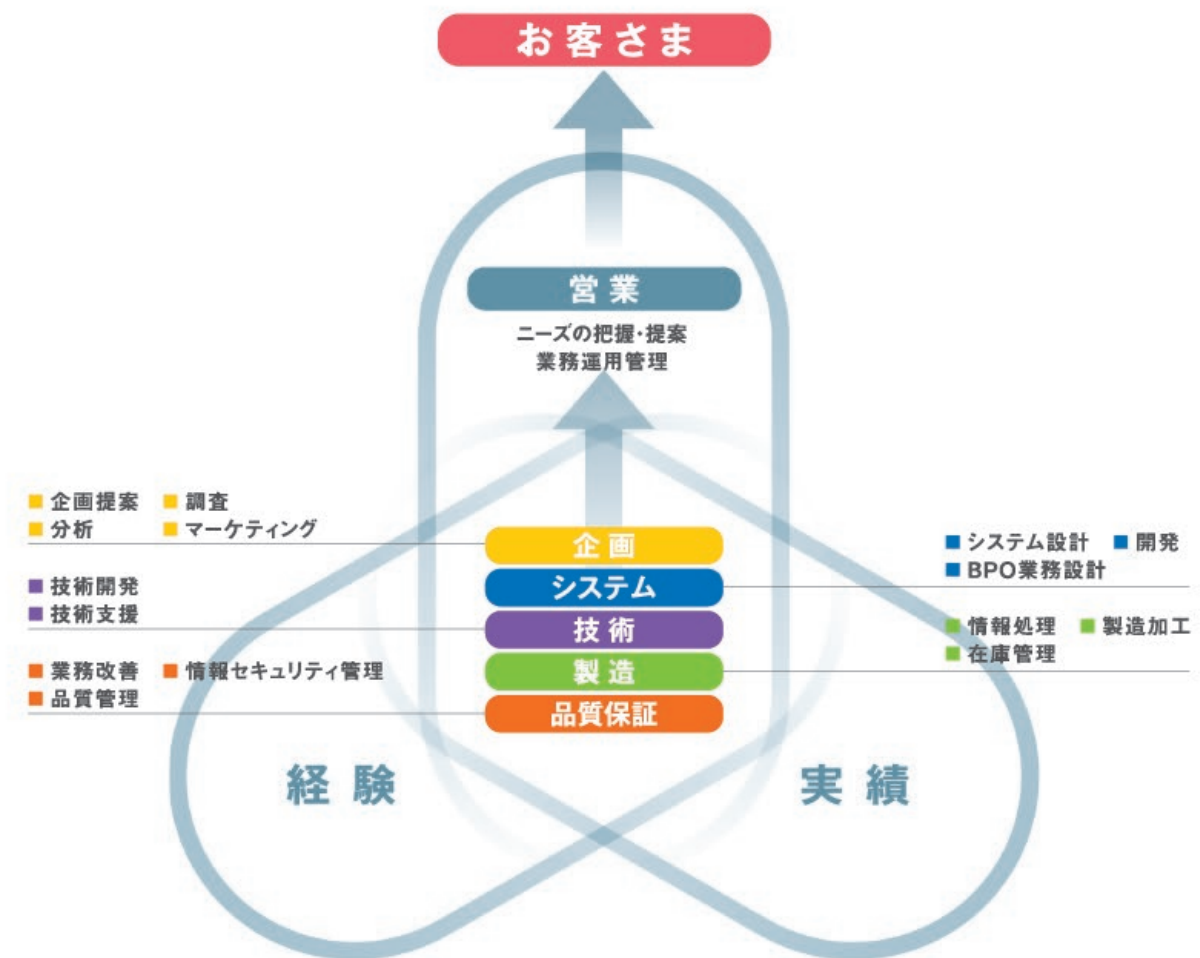 お客さま
営業
ニーズの把握・提案
業務運用管理
企画提案 調査
分析 マーケティング
技術開発
技術支援
業務改善 情報セキュリティ管理
品質管理
企画
システム
技術
製造
品質保証
システム設計 開発
BPO業務設計
情報処理 製造加工
在庫管理
経験
実績